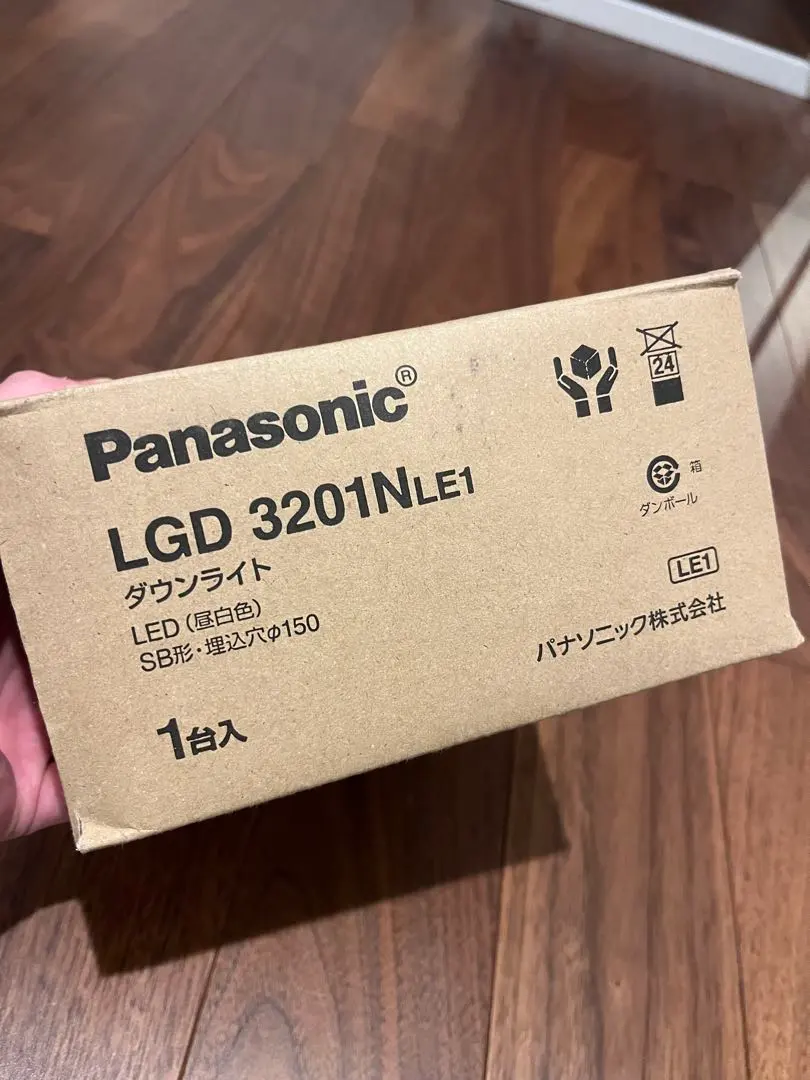 Panasonic®
LGD 3201NLE1
ダウンライト
LED（昼白色）
SB形・埋込穴φ150
1台入
24
箱
ダンボール
LE1
パナソニック株式会社